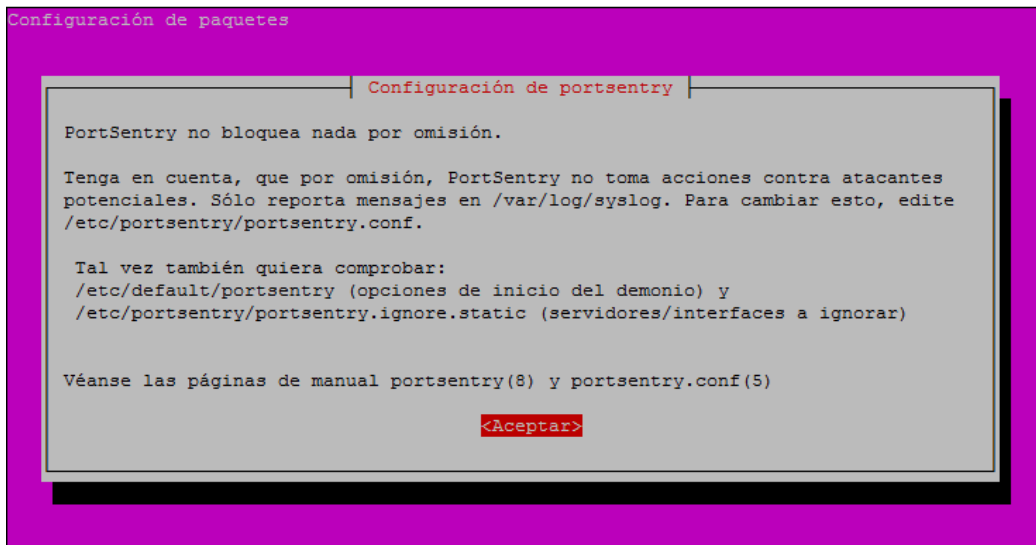 Configuración de paquetes
Configuración de portsentry
PortSentry no bloquea nada por omisión.
Tenga en cuenta, que por omisión, PortSentry no toma acciones contra atacantes
potenciales. Sólo reporta mensajes en /var/log/syslog. Para cambiar esto, edite
/etc/portsentry/portsentry.conf.
Tal vez también quiera comprobar:
/etc/default/portsentry (opciones de inicio del demonio) y
/etc/portsentry/portsentry.ignore.static (servidores/interfaces a ignorar)
Véanse las páginas de manual portsentry(8) y portsentry.conf(5)
<Aceptar>